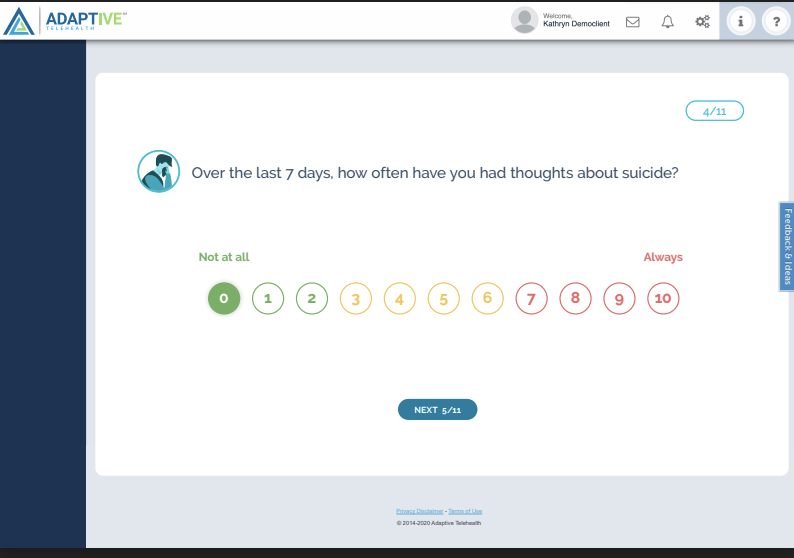 ADAPTIVE
TELEHEALTH
Welcome,
Kathryn Democlient
i
?
4/11
Over the last 7 days, how often have you had thoughts about suicide?
Not at all
Always
0 1 2 3 4 5 6 7 8 9 10
NEXT 5/11
Feedback & Ideas
Privacy Disclaimer - Terms of Use
© 2014-2020 Adaptive Telehealth